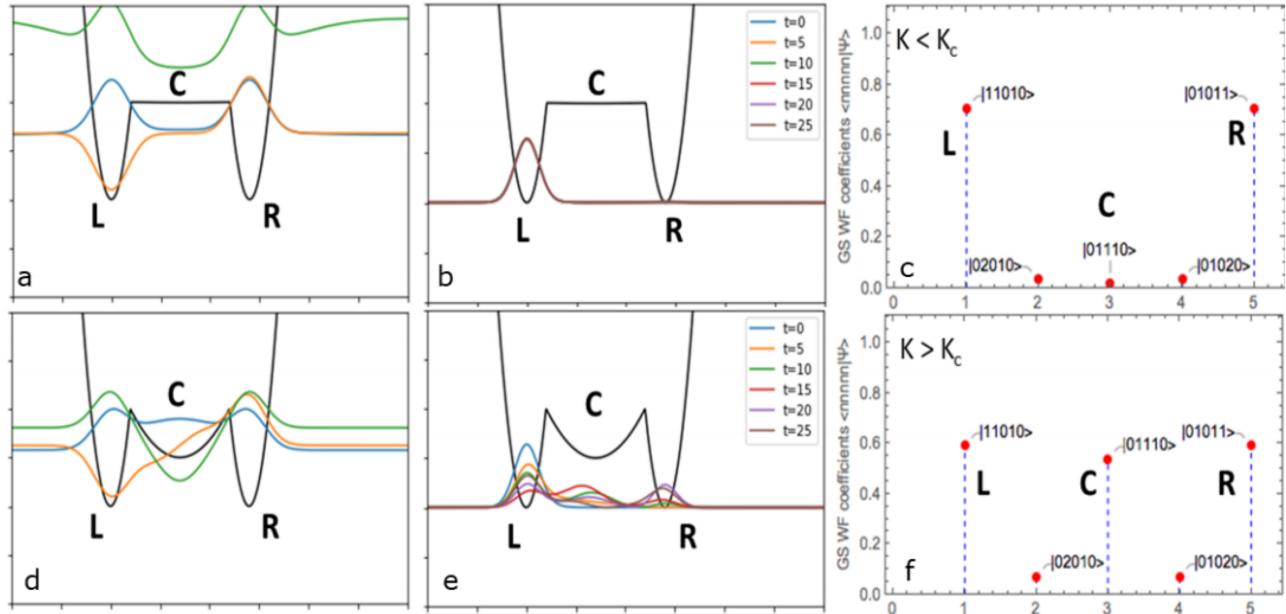 C
L
R
a
t=0
t=5
t=10
t=15
t=20
t=25
C
L
R
b
GS WF coefficients <nnnnn|Ψ>
1.0
0.8
0.6
0.4
0.2
0.0
K < Kc
|11010>
|01011>
L
R
C
|01110>
|02010>
|01020>
c
0 1 2 3 4 5
C
L
R
d
t=0
t=5
t=10
t=15
t=20
t=25
C
L
R
e
GS WF coefficients <nnnnn|Ψ>
1.0
0.8
0.6
0.4
0.2
0.0
K > Kc
|11010>
|01110>
|01011>
L
C
R
|02010>
|01020>
f
0 1 2 3 4 5